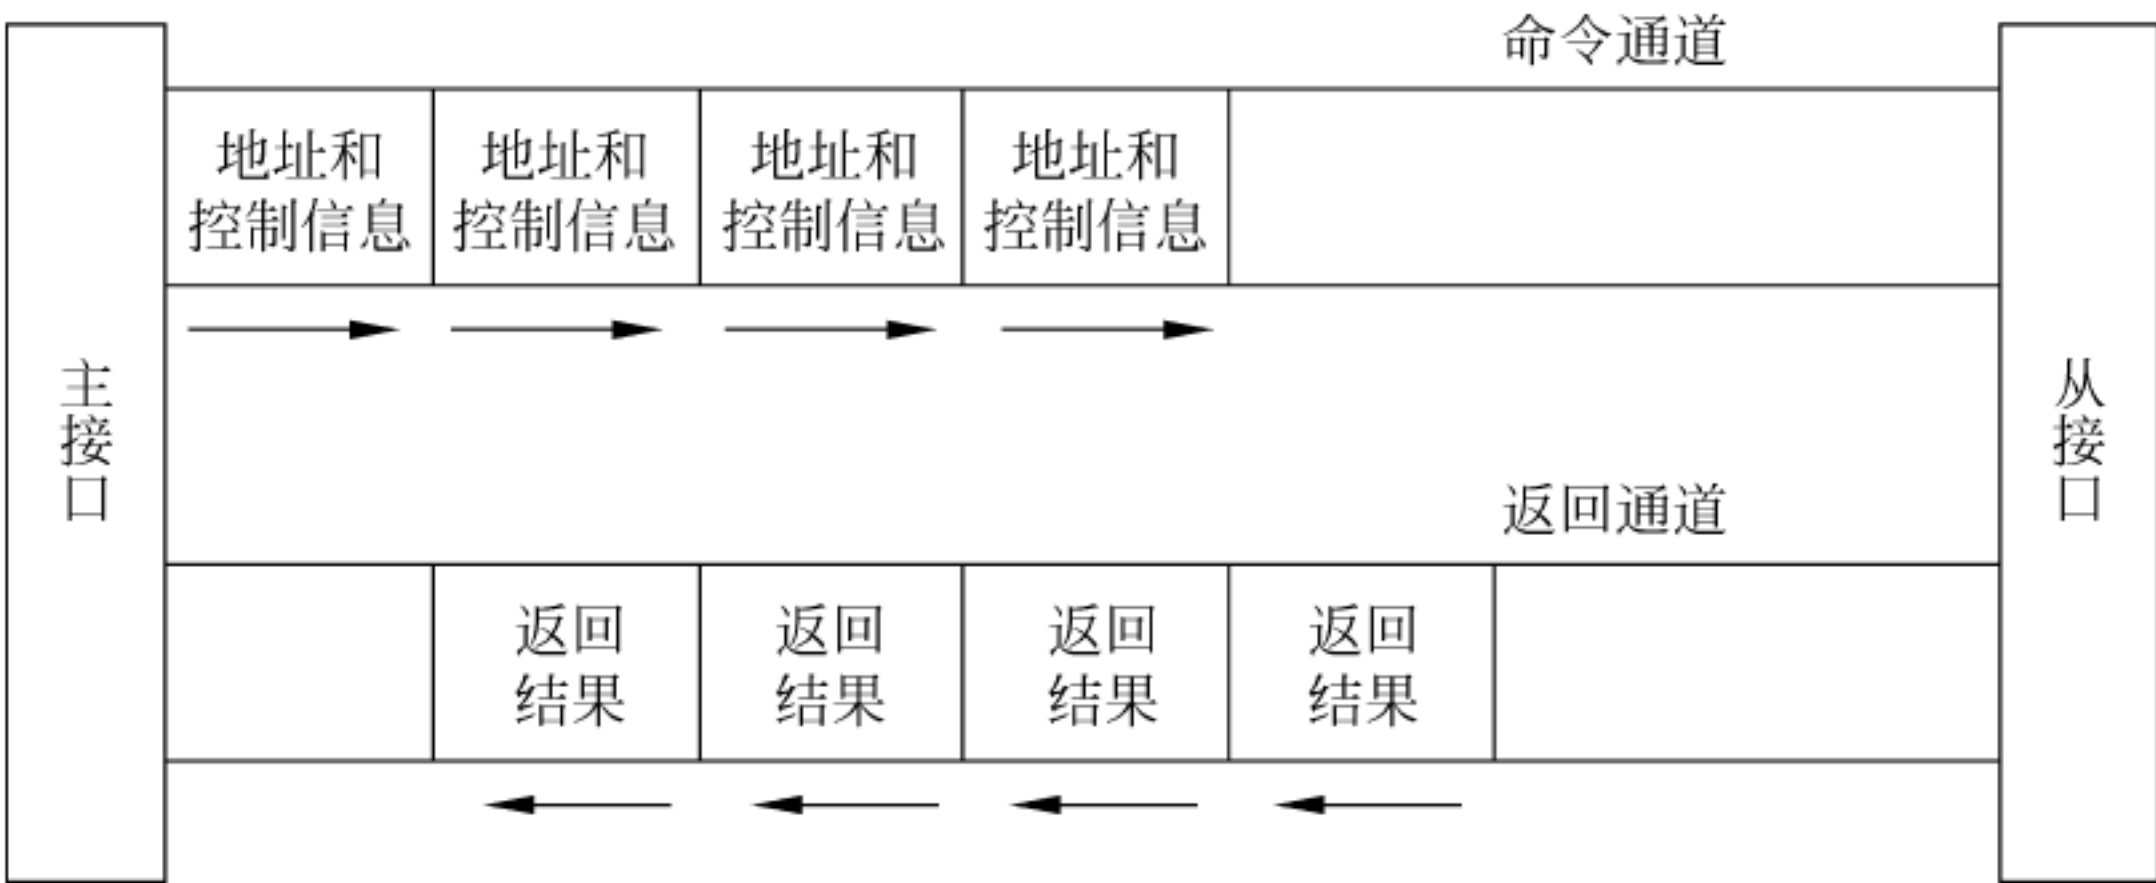 命令通道
地址和 地址和 地址和 地址和
控制信息 控制信息 控制信息 控制信息
主接口
从接口
返回通道
返回 返回 返回 返回
结果 结果 结果 结果